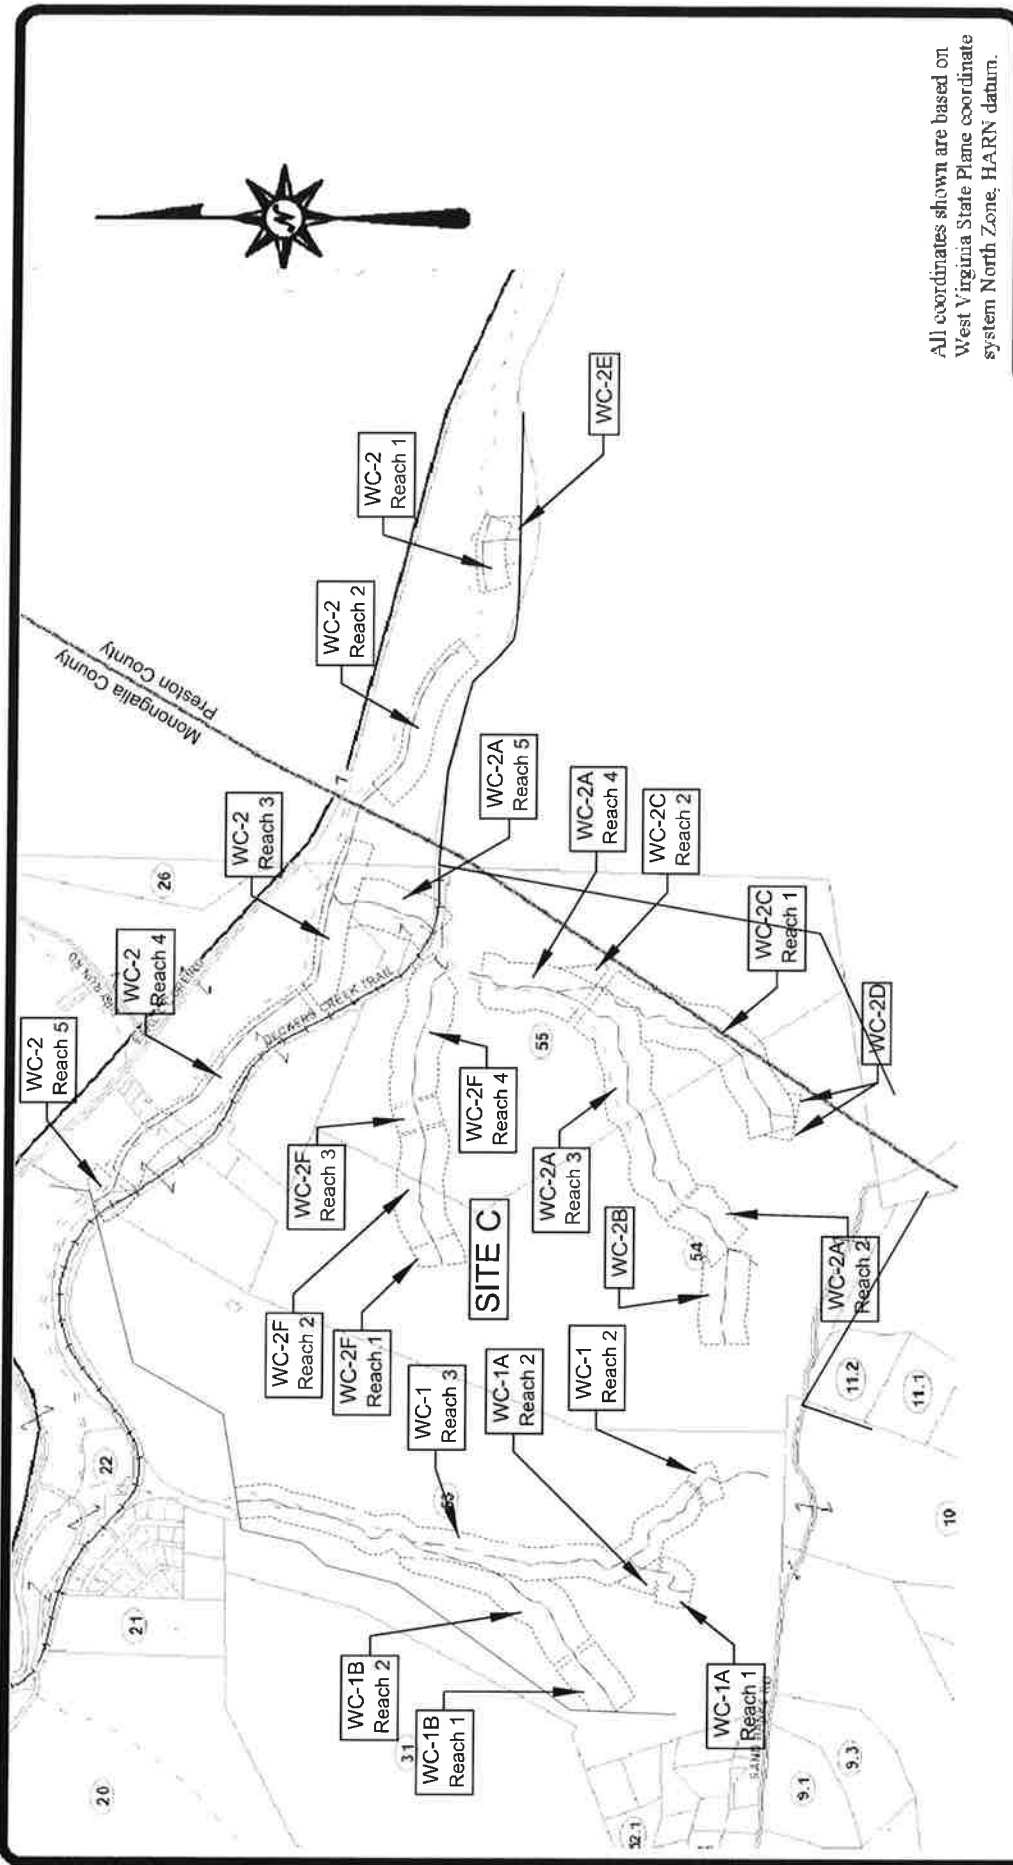 All coordinates shown are based on
West Virginia State Plane coordinate
system North Zone, HARN datum.
N
WC-2
Reach 5
WC-2
Reach 4
WC-2
Reach 3
WC-2
Reach 2
WC-2
Reach 1
WC-2E
Monongalia County
Preston County
7
26
DECKERS CREEK TRAIL
WC-2A
Reach 5
WC-2A
Reach 4
WC-2C
Reach 2
WC-2C
Reach 1
WC-2D
55
WC-2F
Reach 4
WC-2F
Reach 3
WC-2F
Reach 2
WC-2F
Reach 1
SITE C
WC-2A
Reach 3
WC-2B
54
WC-2A
Reach 2
WC-1
Reach 3
WC-1A
Reach 2
WC-1
Reach 2
WC-1B
Reach 2
WC-1B
Reach 1
WC-1A
Reach 1
22
21
20
31
11.2
11.1
10
9.1
9.3